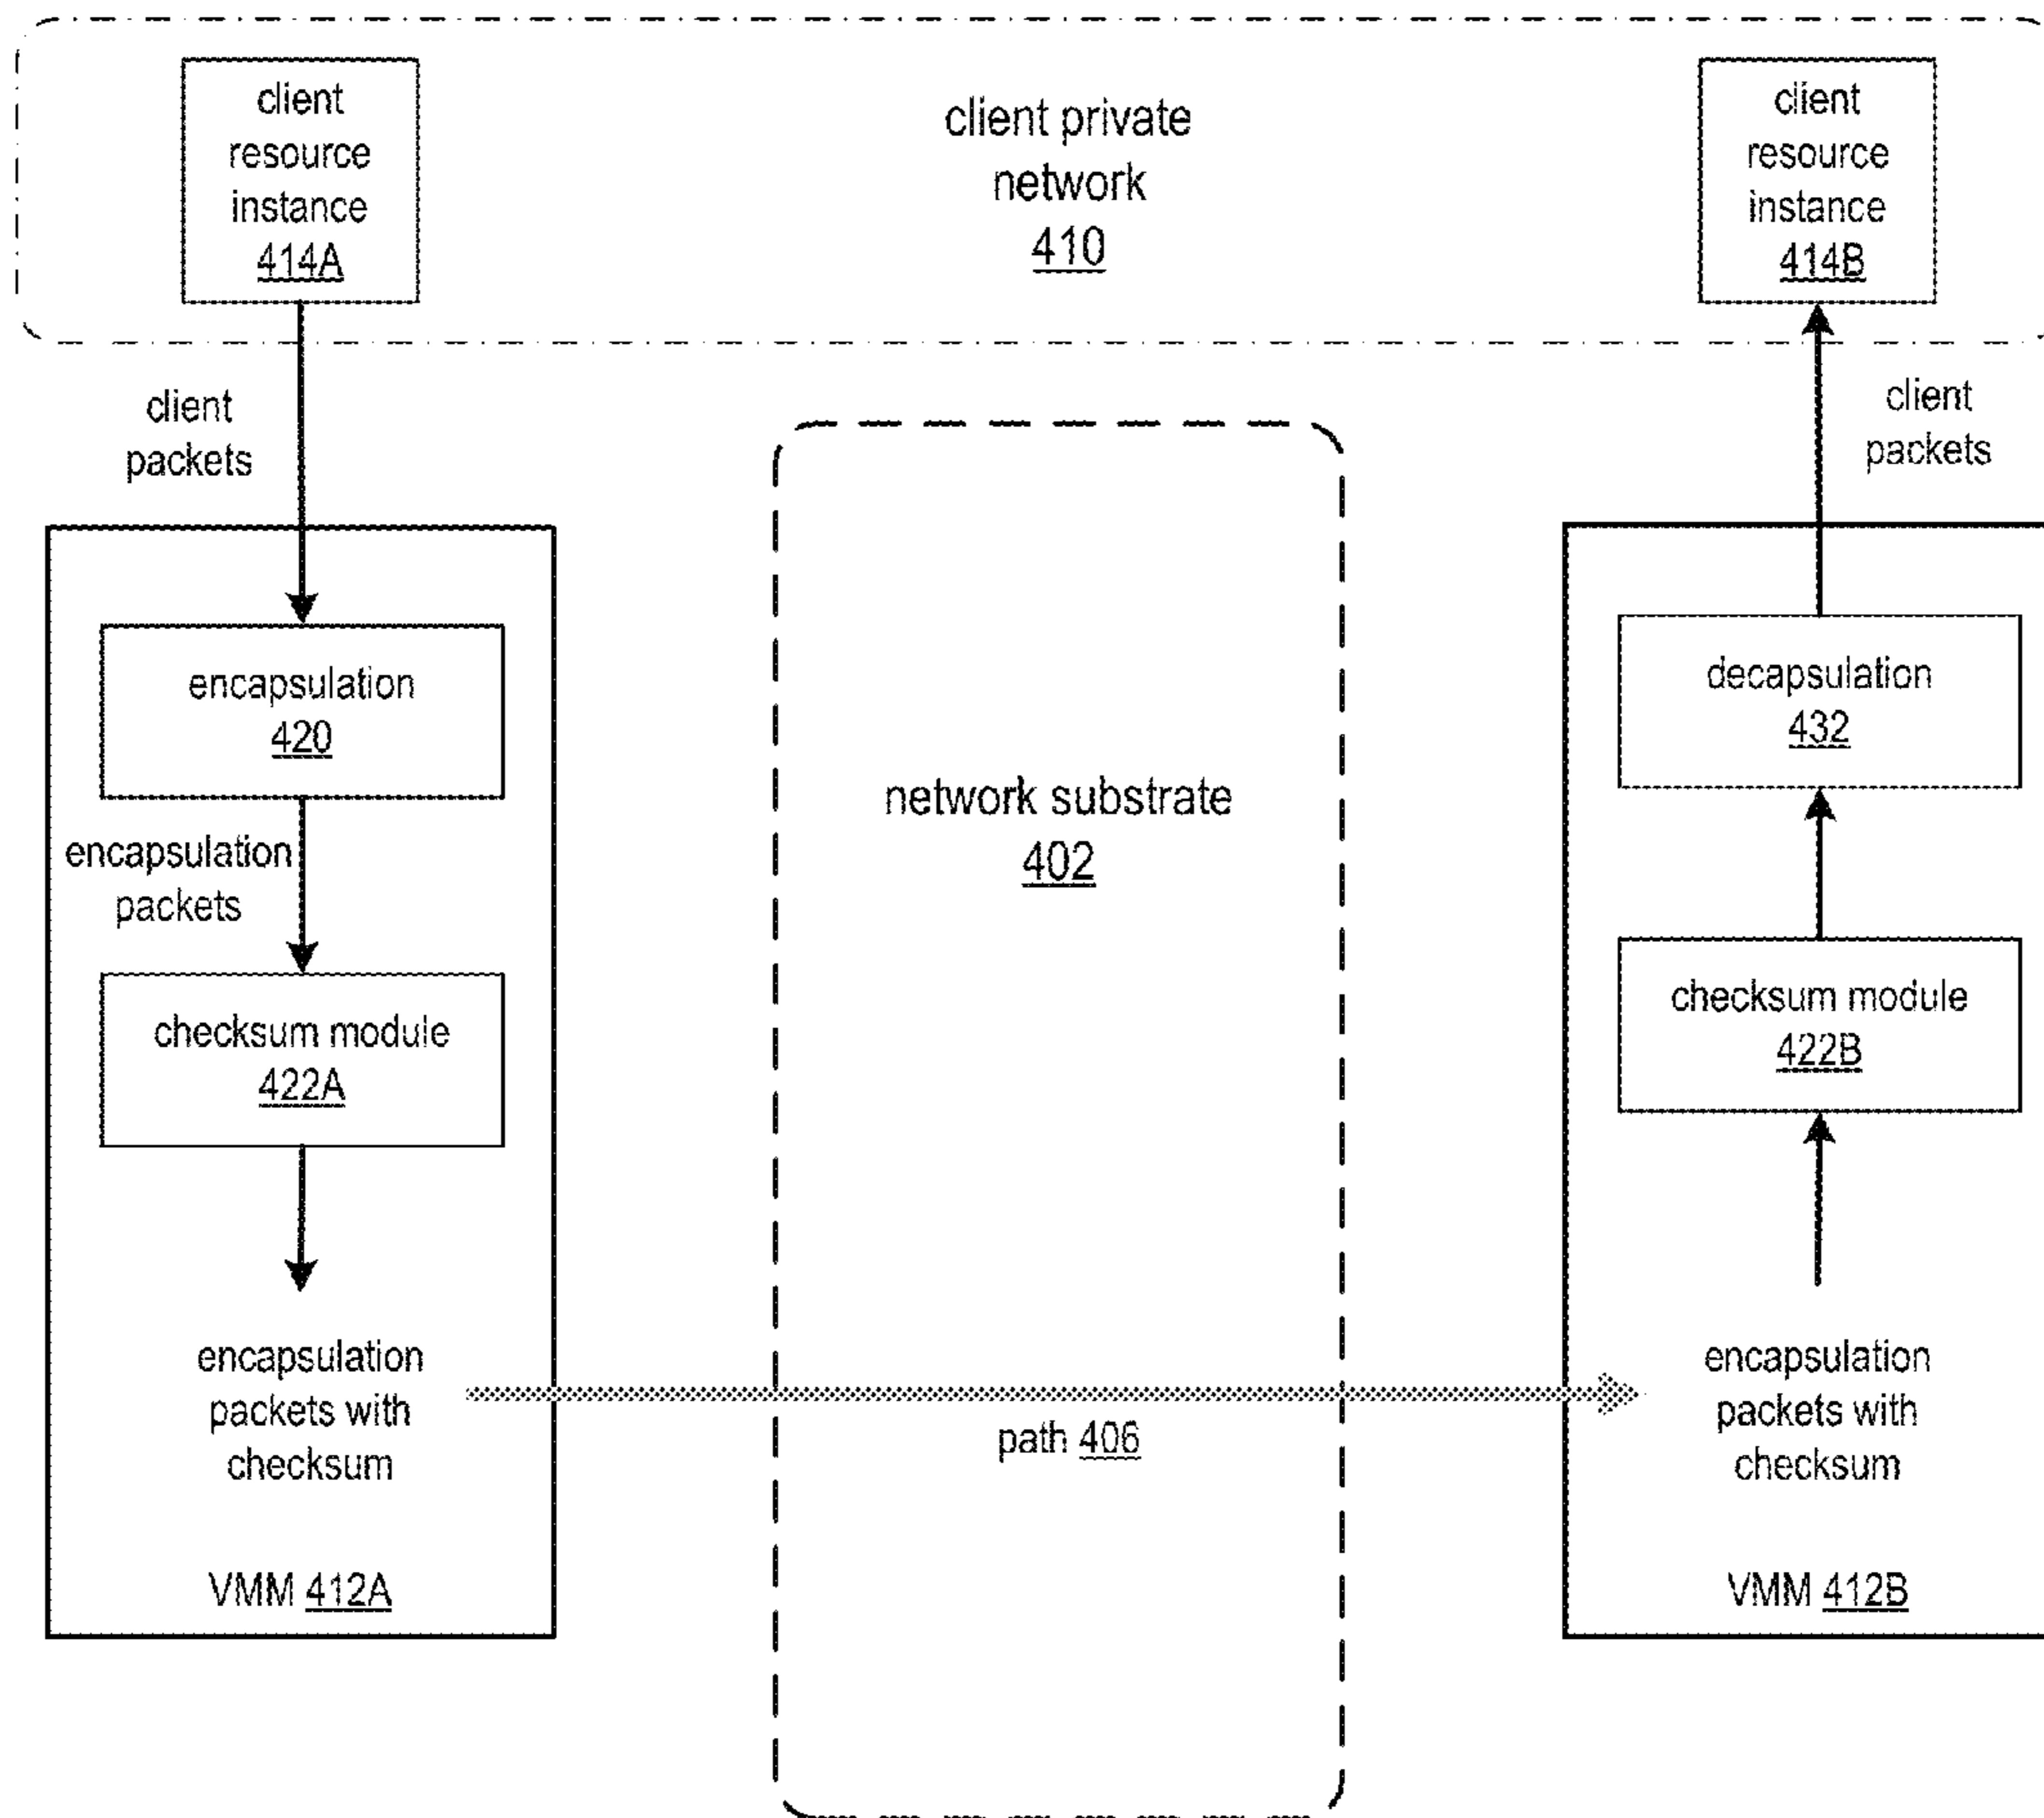 client
resource
instance
414A
client private
network
410
client
resource
instance
414B
client
packets
client
packets
encapsulation
420
encapsulation
packets
checksum module
422A
encapsulation
packets with
checksum
VMM 412A
network substrate
402
path 406
decapsulation
432
checksum module
422B
encapsulation
packets with
checksum
VMM 412B